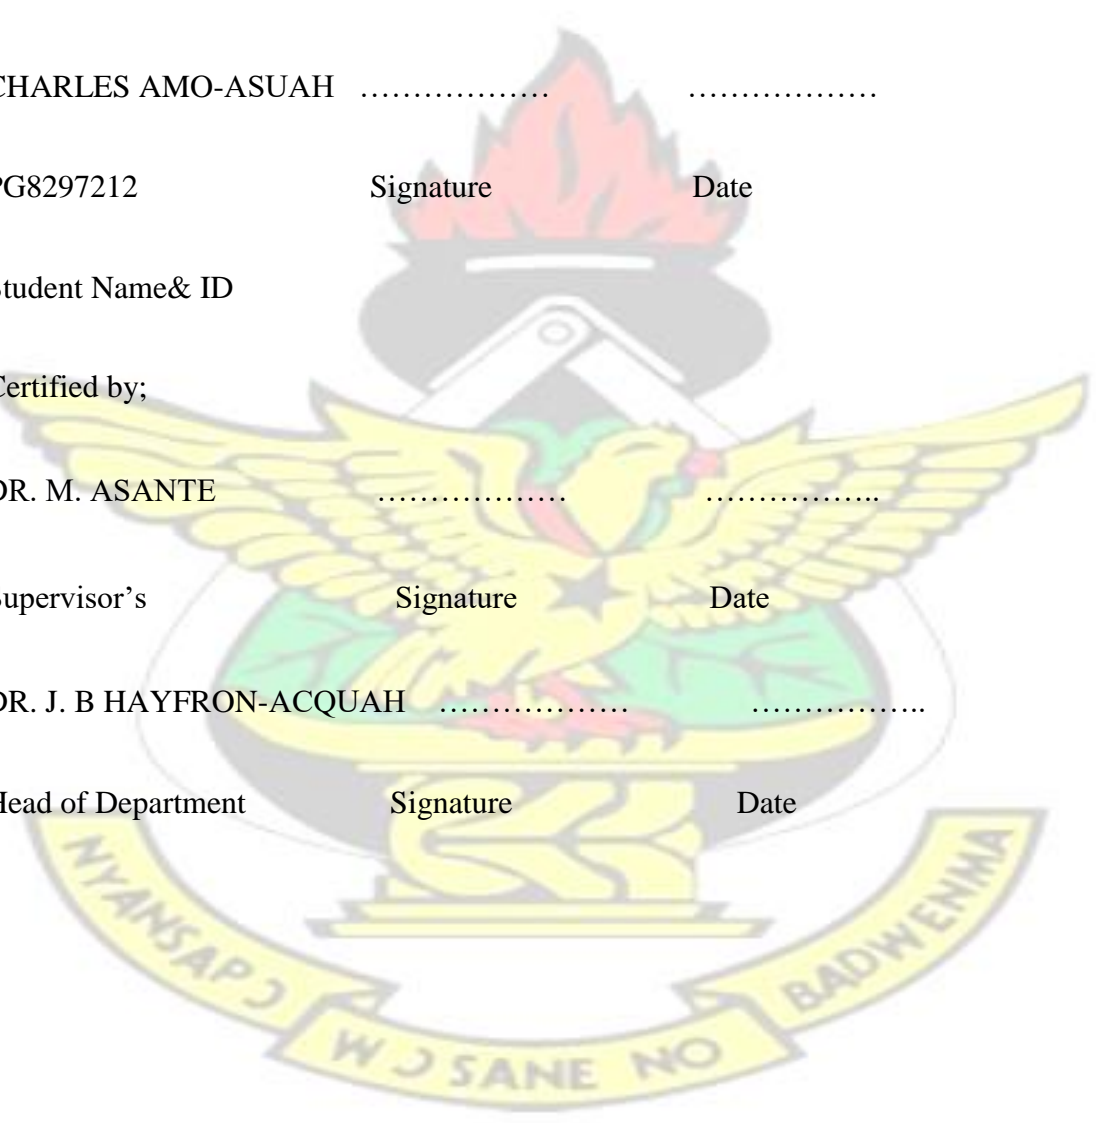 CHARLES AMO-ASUAH ……………… ………………
PG8297212 Signature Date
Student Name& ID
Certified by;
DR. M. ASANTE ……………… ……………..
Supervisor’s Signature Date
DR. J. B HAYFRON-ACQUAH ……………… ……………..
Head of Department Signature Date
NYANSAPƆ WƆSANE NO BADWENMA